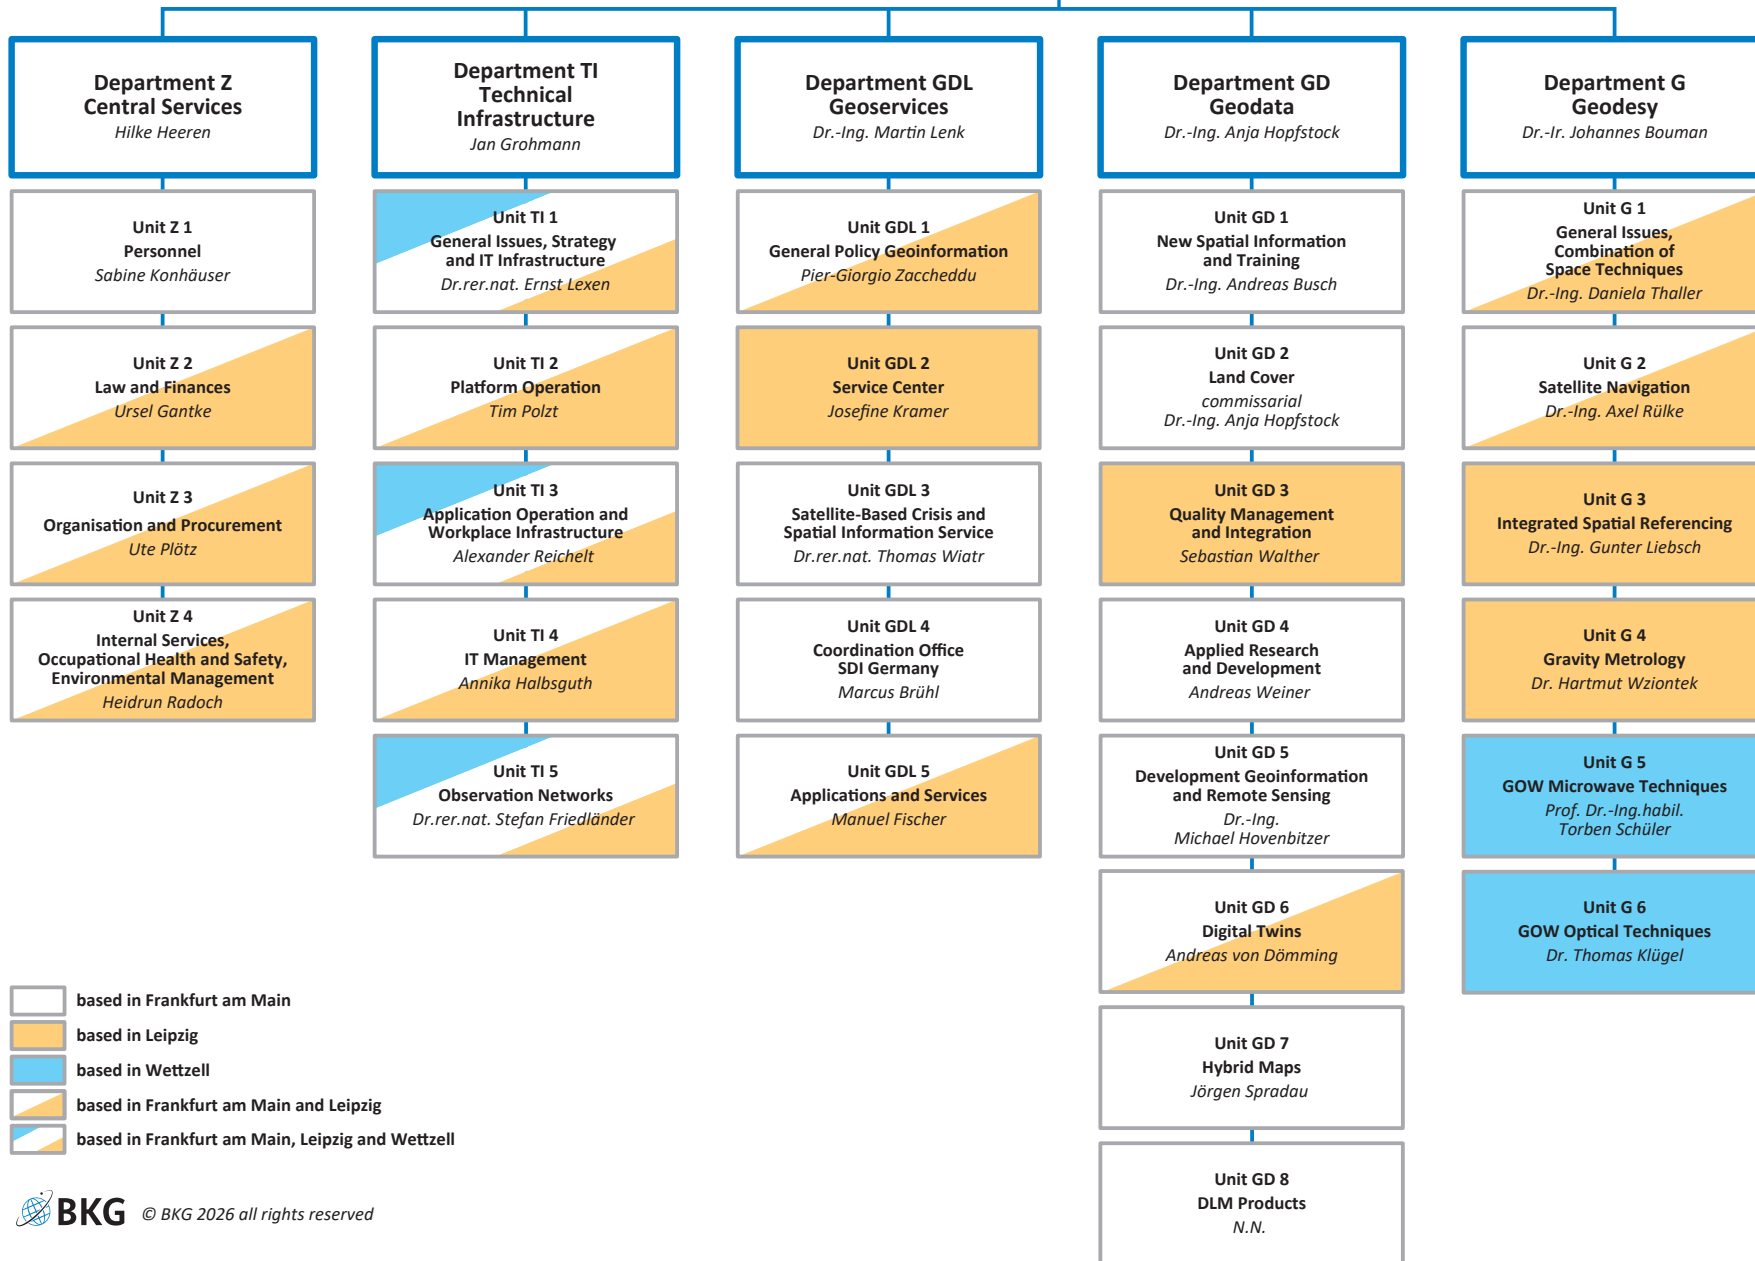 Department Z
Central Services
Hilke Heeren
Department TI
Technical
Infrastructure
Jan Grohmann
Department GDL
Geoservices
Dr.-Ing. Martin Lenk
Department GD
Geodata
Dr.-Ing. Anja Hopfstock
Department G
Geodesy
Dr.-Ir. Johannes Bouman
Unit Z 1
Personnel
Sabine Konhäuser
Unit Z 2
Law and Finances
Ursel Gantke
Unit Z 3
Organisation and Procurement
Ute Plötz
Unit Z 4
Internal Services,
Occupational Health and Safety,
Environmental Management
Heidrun Radoch
Unit TI 1
General Issues, Strategy
and IT Infrastructure
Dr.rer.nat. Ernst Lexen
Unit TI 2
Platform Operation
Tim Polzt
Unit TI 3
Application Operation and
Workplace Infrastructure
Alexander Reichelt
Unit TI 4
IT Management
Annika Halbsguth
Unit TI 5
Observation Networks
Dr.rer.nat. Stefan Friedländer
Unit GDL 1
General Policy Geoinformation
Pier-Giorgio Zaccheddu
Unit GDL 2
Service Center
Josefine Kramer
Unit GDL 3
Satellite-Based Crisis and
Spatial Information Service
Dr.rer.nat. Thomas Wiatr
Unit GDL 4
Coordination Office
SDI Germany
Marcus Brühl
Unit GDL 5
Applications and Services
Manuel Fischer
Unit GD 1
New Spatial Information
and Training
Dr.-Ing. Andreas Busch
Unit GD 2
Land Cover
commissarial
Dr.-Ing. Anja Hopfstock
Unit GD 3
Quality Management
and Integration
Sebastian Walther
Unit GD 4
Applied Research
and Development
Andreas Weiner
Unit GD 5
Development Geoinformation
and Remote Sensing
Dr.-Ing.
Michael Hovenbitzer
Unit GD 6
Digital Twins
Andreas von Dömming
Unit GD 7
Hybrid Maps
Jörgen Spradau
Unit GD 8
DLM Products
N.N.
Unit G 1
General Issues,
Combination of
Space Techniques
Dr.-Ing. Daniela Thaller
Unit G 2
Satellite Navigation
Dr.-Ing. Axel Rülke
Unit G 3
Integrated Spatial Referencing
Dr.-Ing. Gunter Liebsch
Unit G 4
Gravity Metrology
Dr. Hartmut Wziontek
Unit G 5
GOW Microwave Techniques
Prof. Dr.-Ing.habil.
Torben Schüler
Unit G 6
GOW Optical Techniques
Dr. Thomas Klügel
based in Frankfurt am Main
based in Leipzig
based in Wettzell
based in Frankfurt am Main and Leipzig
based in Frankfurt am Main, Leipzig and Wettzell
BKG © BKG 2026 all rights reserved